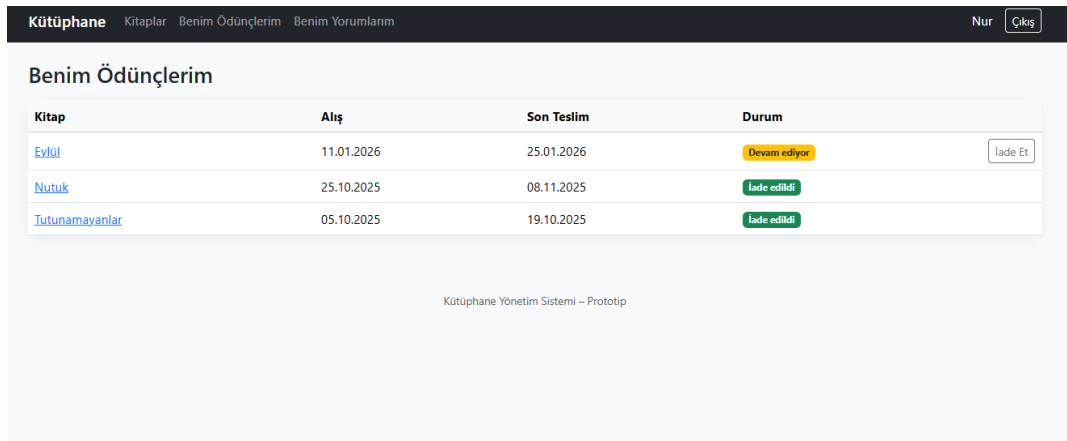 Kütüphane Kitaplar Benim Ödünçlerim Benim Yorumlarım Nur Çıkış
Benim Ödünçlerim
Kitap Alış Son Teslim Durum
Eylül 11.01.2026 25.01.2026 Devam ediyor İade Et
Nutuk 25.10.2025 08.11.2025 İade edildi
Tutunamayanlar 05.10.2025 19.10.2025 İade edildi
Kütüphane Yönetim Sistemi – Prototip